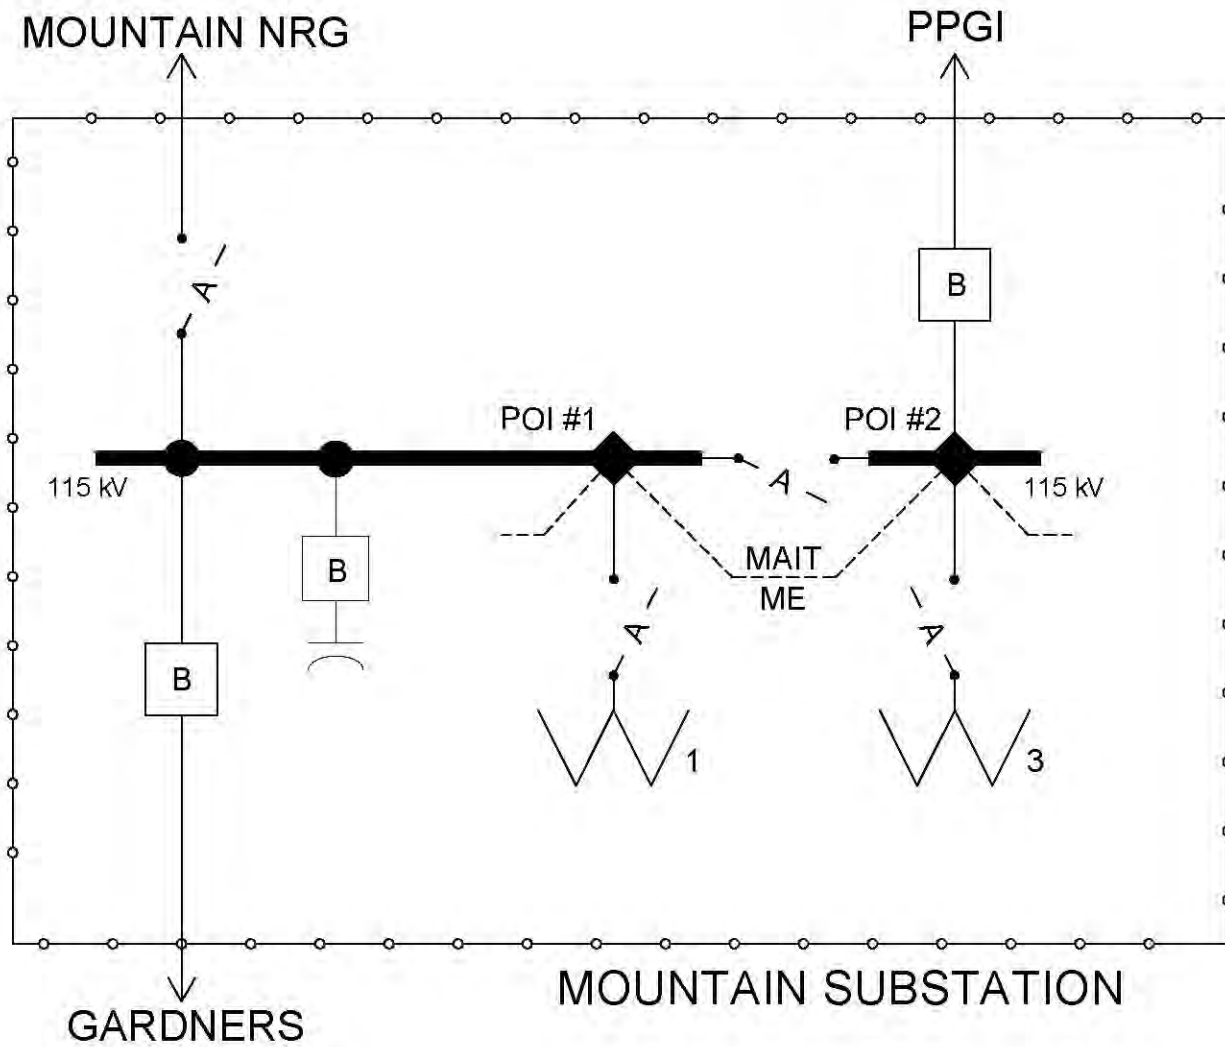 MOUNTAIN NRG
PPGI
A
B
POI #1
POI #2
115 kV
A
115 kV
B
MAIT
ME
A
A
B
1
3
MOUNTAIN SUBSTATION
GARDNERS